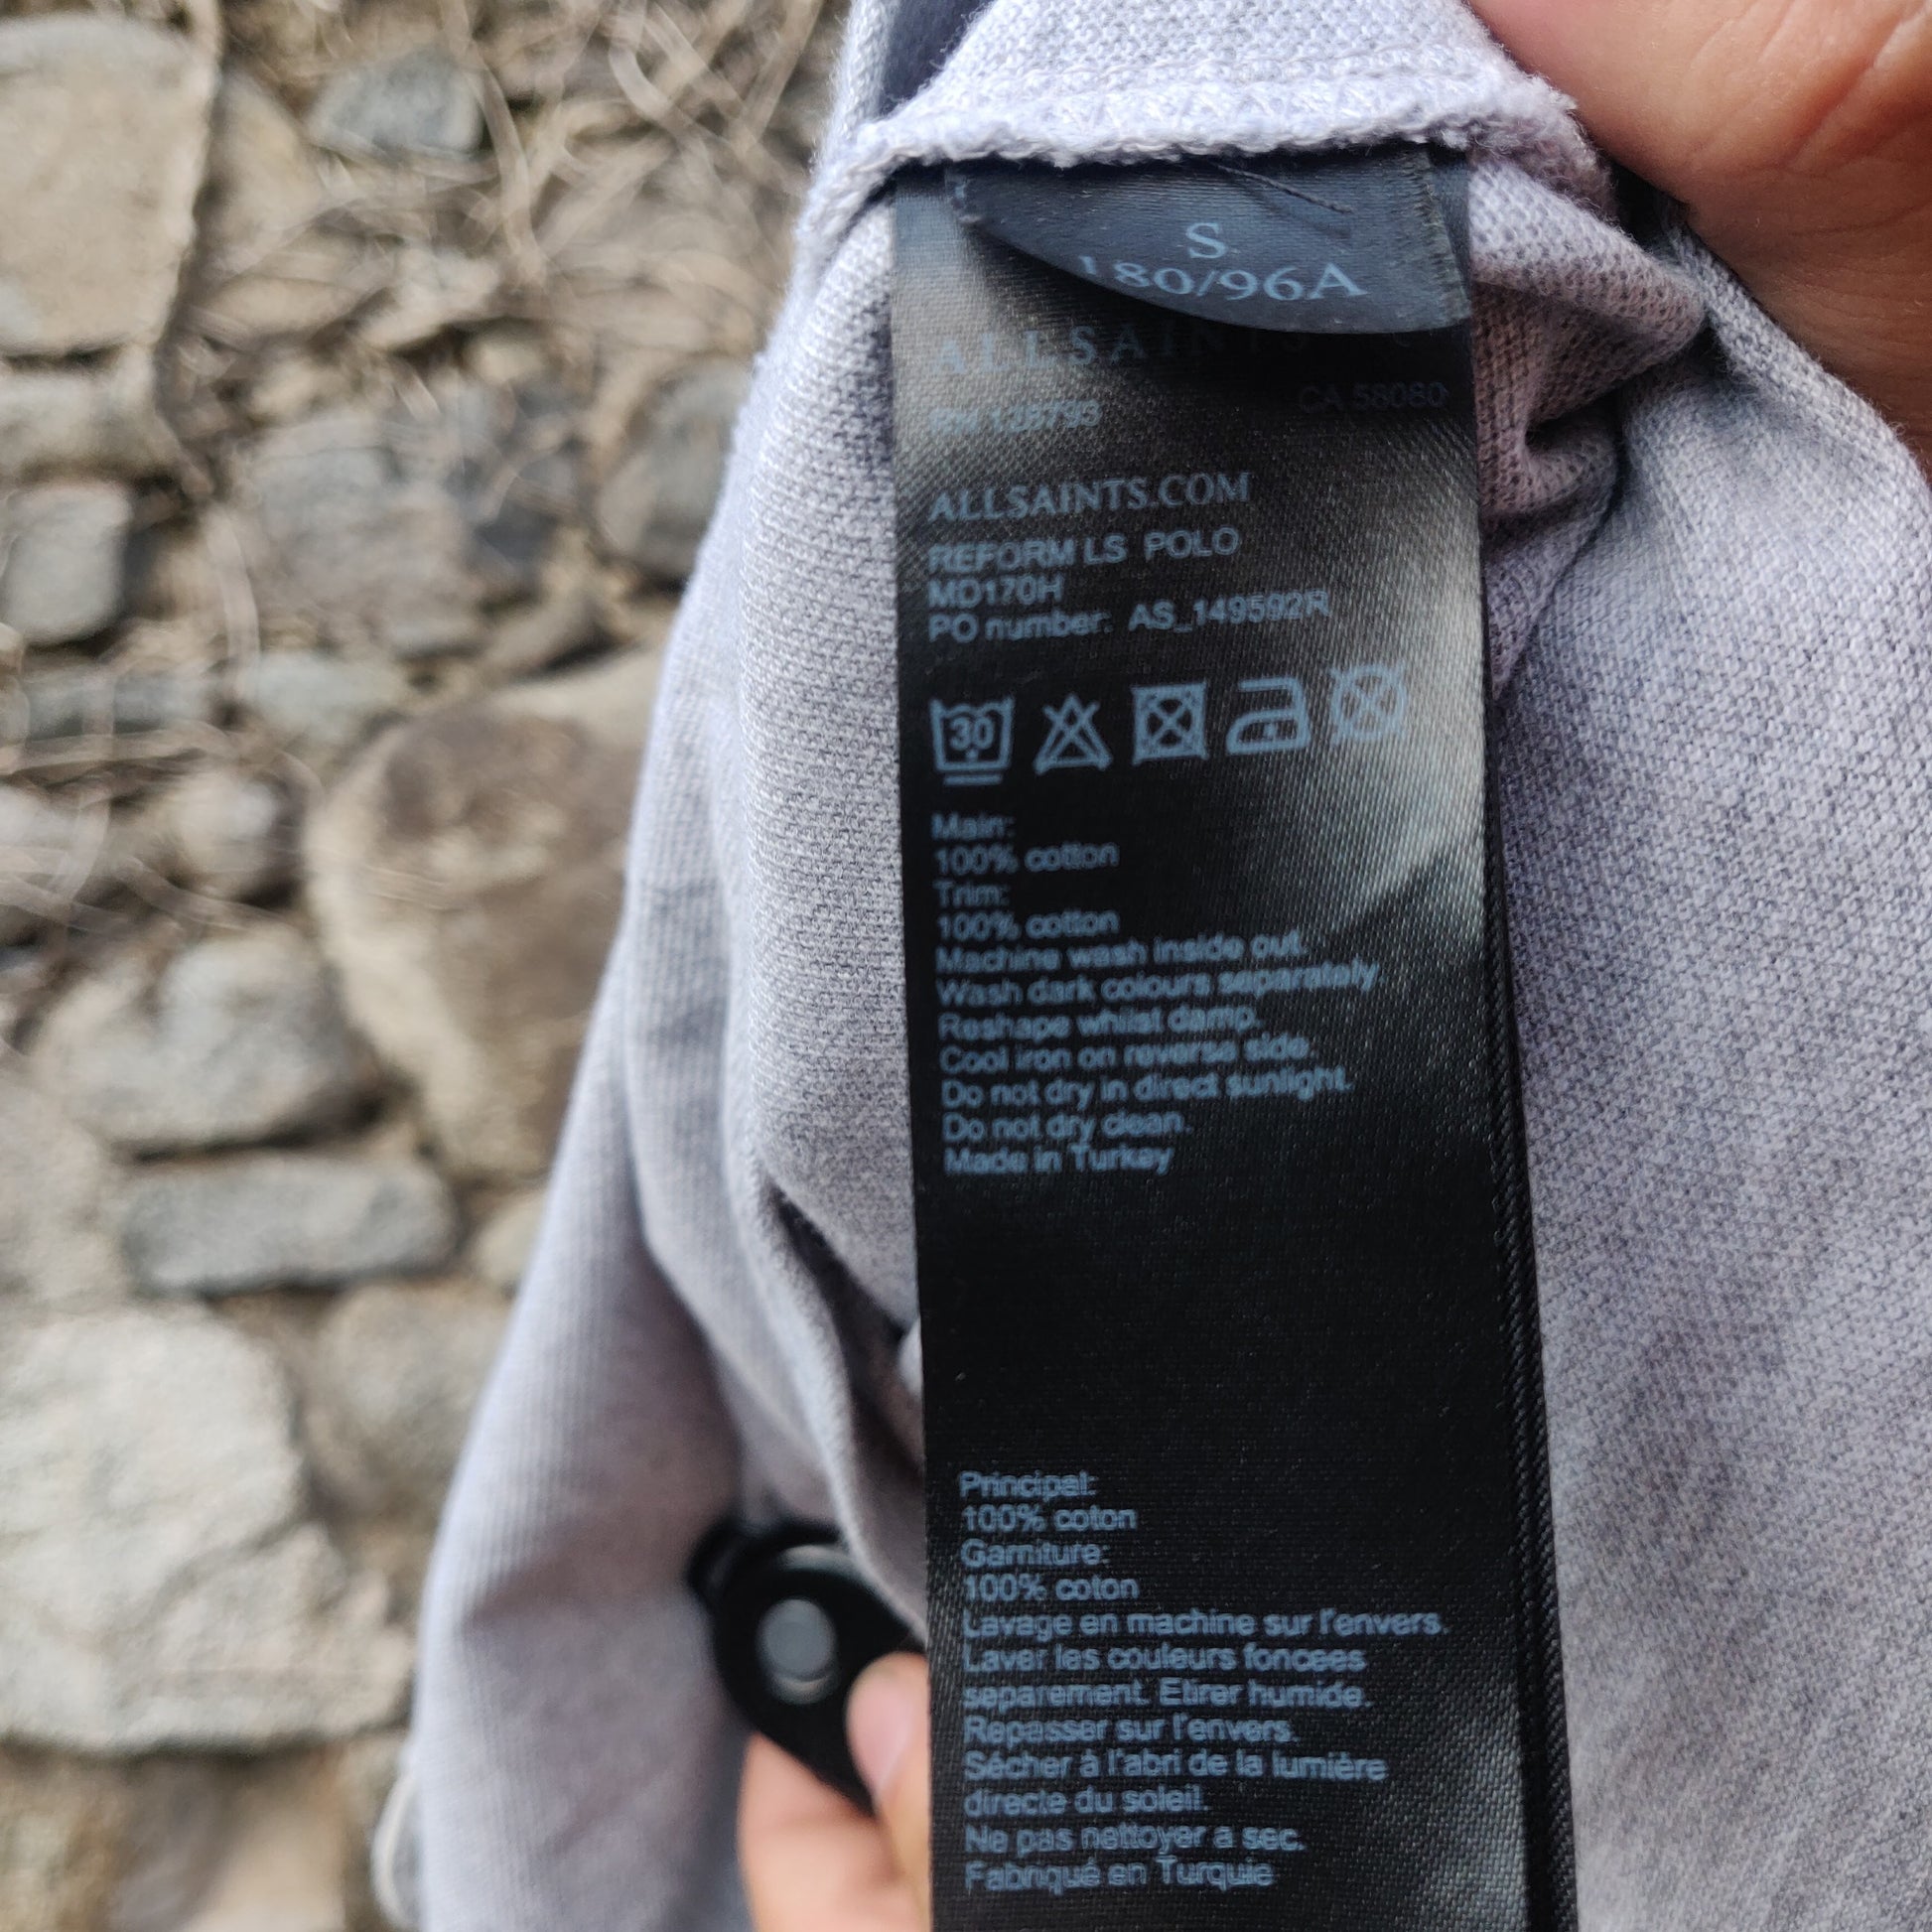 S
180/96A
ALLSAINTS
CA 58080
ALLSAINTS.COM
REFORM LS POLO
MD170H
PO number: AS_149592R
30
Main:
100% cotton
Trim:
100% cotton
Machine wash inside out.
Wash dark colours separately
Reshape whilst damp.
Cool iron on reverse side.
Do not dry in direct sunlight.
Do not dry clean.
Made in Turkey
Principal:
100% coton
Garniture:
100% coton
Lavage en machine sur l'envers.
Laver les couleurs foncees
separement. Etirer humide.
Repasser sur l'envers.
Sécher à l'abri de la lumière
directe du soleil.
Ne pas nettoyer a sec.
Fabriqué en Turquie